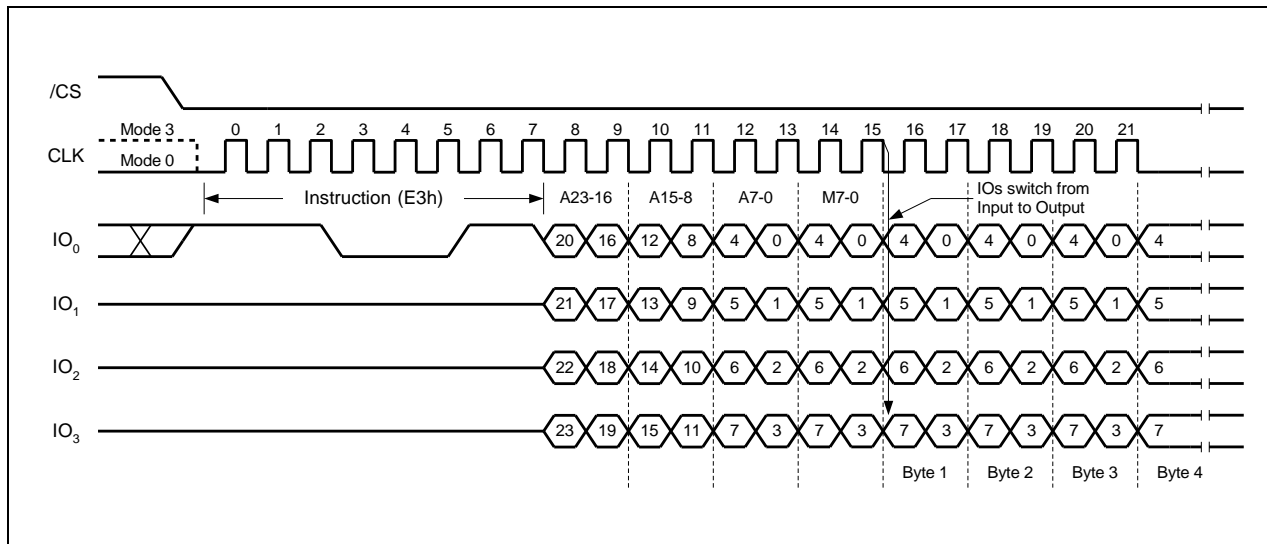 /CS
Mode 3
0 1 2 3 4 5 6 7 8 9 10 11 12 13 14 15 16 17 18 19 20 21
CLK
Mode 0
Instruction (E3h)
A23-16 A15-8 A7-0 M7-0
IOs switch from
Input to Output
IO0
20 16 12 8 4 0 4 0 4 0 4 0 4 0 4
IO1
21 17 13 9 5 1 5 1 5 1 5 1 5 1 5
IO2
22 18 14 10 6 2 6 2 6 2 6 2 6 2 6
IO3
23 19 15 11 7 3 7 3 7 3 7 3 7 3 7
Byte 1 Byte 2 Byte 3 Byte 4